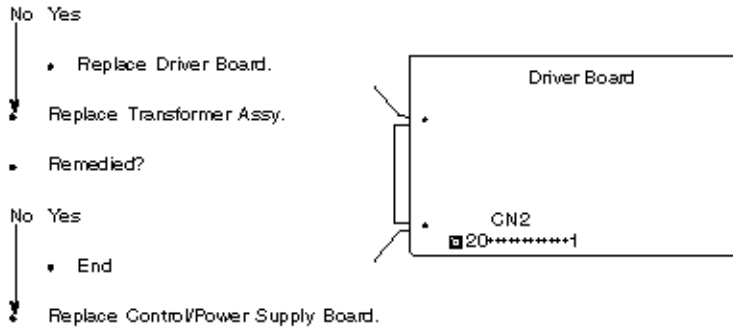 No Yes
• Replace Driver Board.
• Replace Transformer Assy.
• Remedied?
No Yes
• End
• Replace Control/Power Supply Board.
Driver Board
CN2
20 1